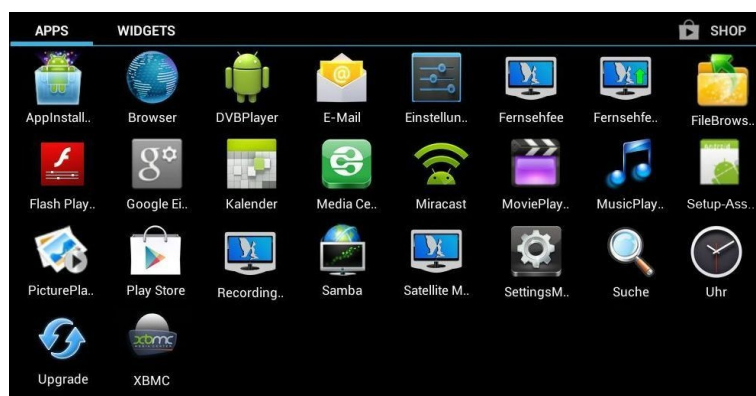 APPS WIDGETS SHOP
AppInstall.. Browser DVBPlayer E-Mail Einstellun.. Fernsehfee Fernsehfe.. FileBrows..
Flash Play.. Google Ei.. Kalender Media Ce.. Miracast MoviePlay.. MusicPlay.. Setup-Ass..
PicturePla.. Play Store Recording.. Samba Satellite M.. SettingsM.. Suche Uhr
xbmc
Upgrade XBMC